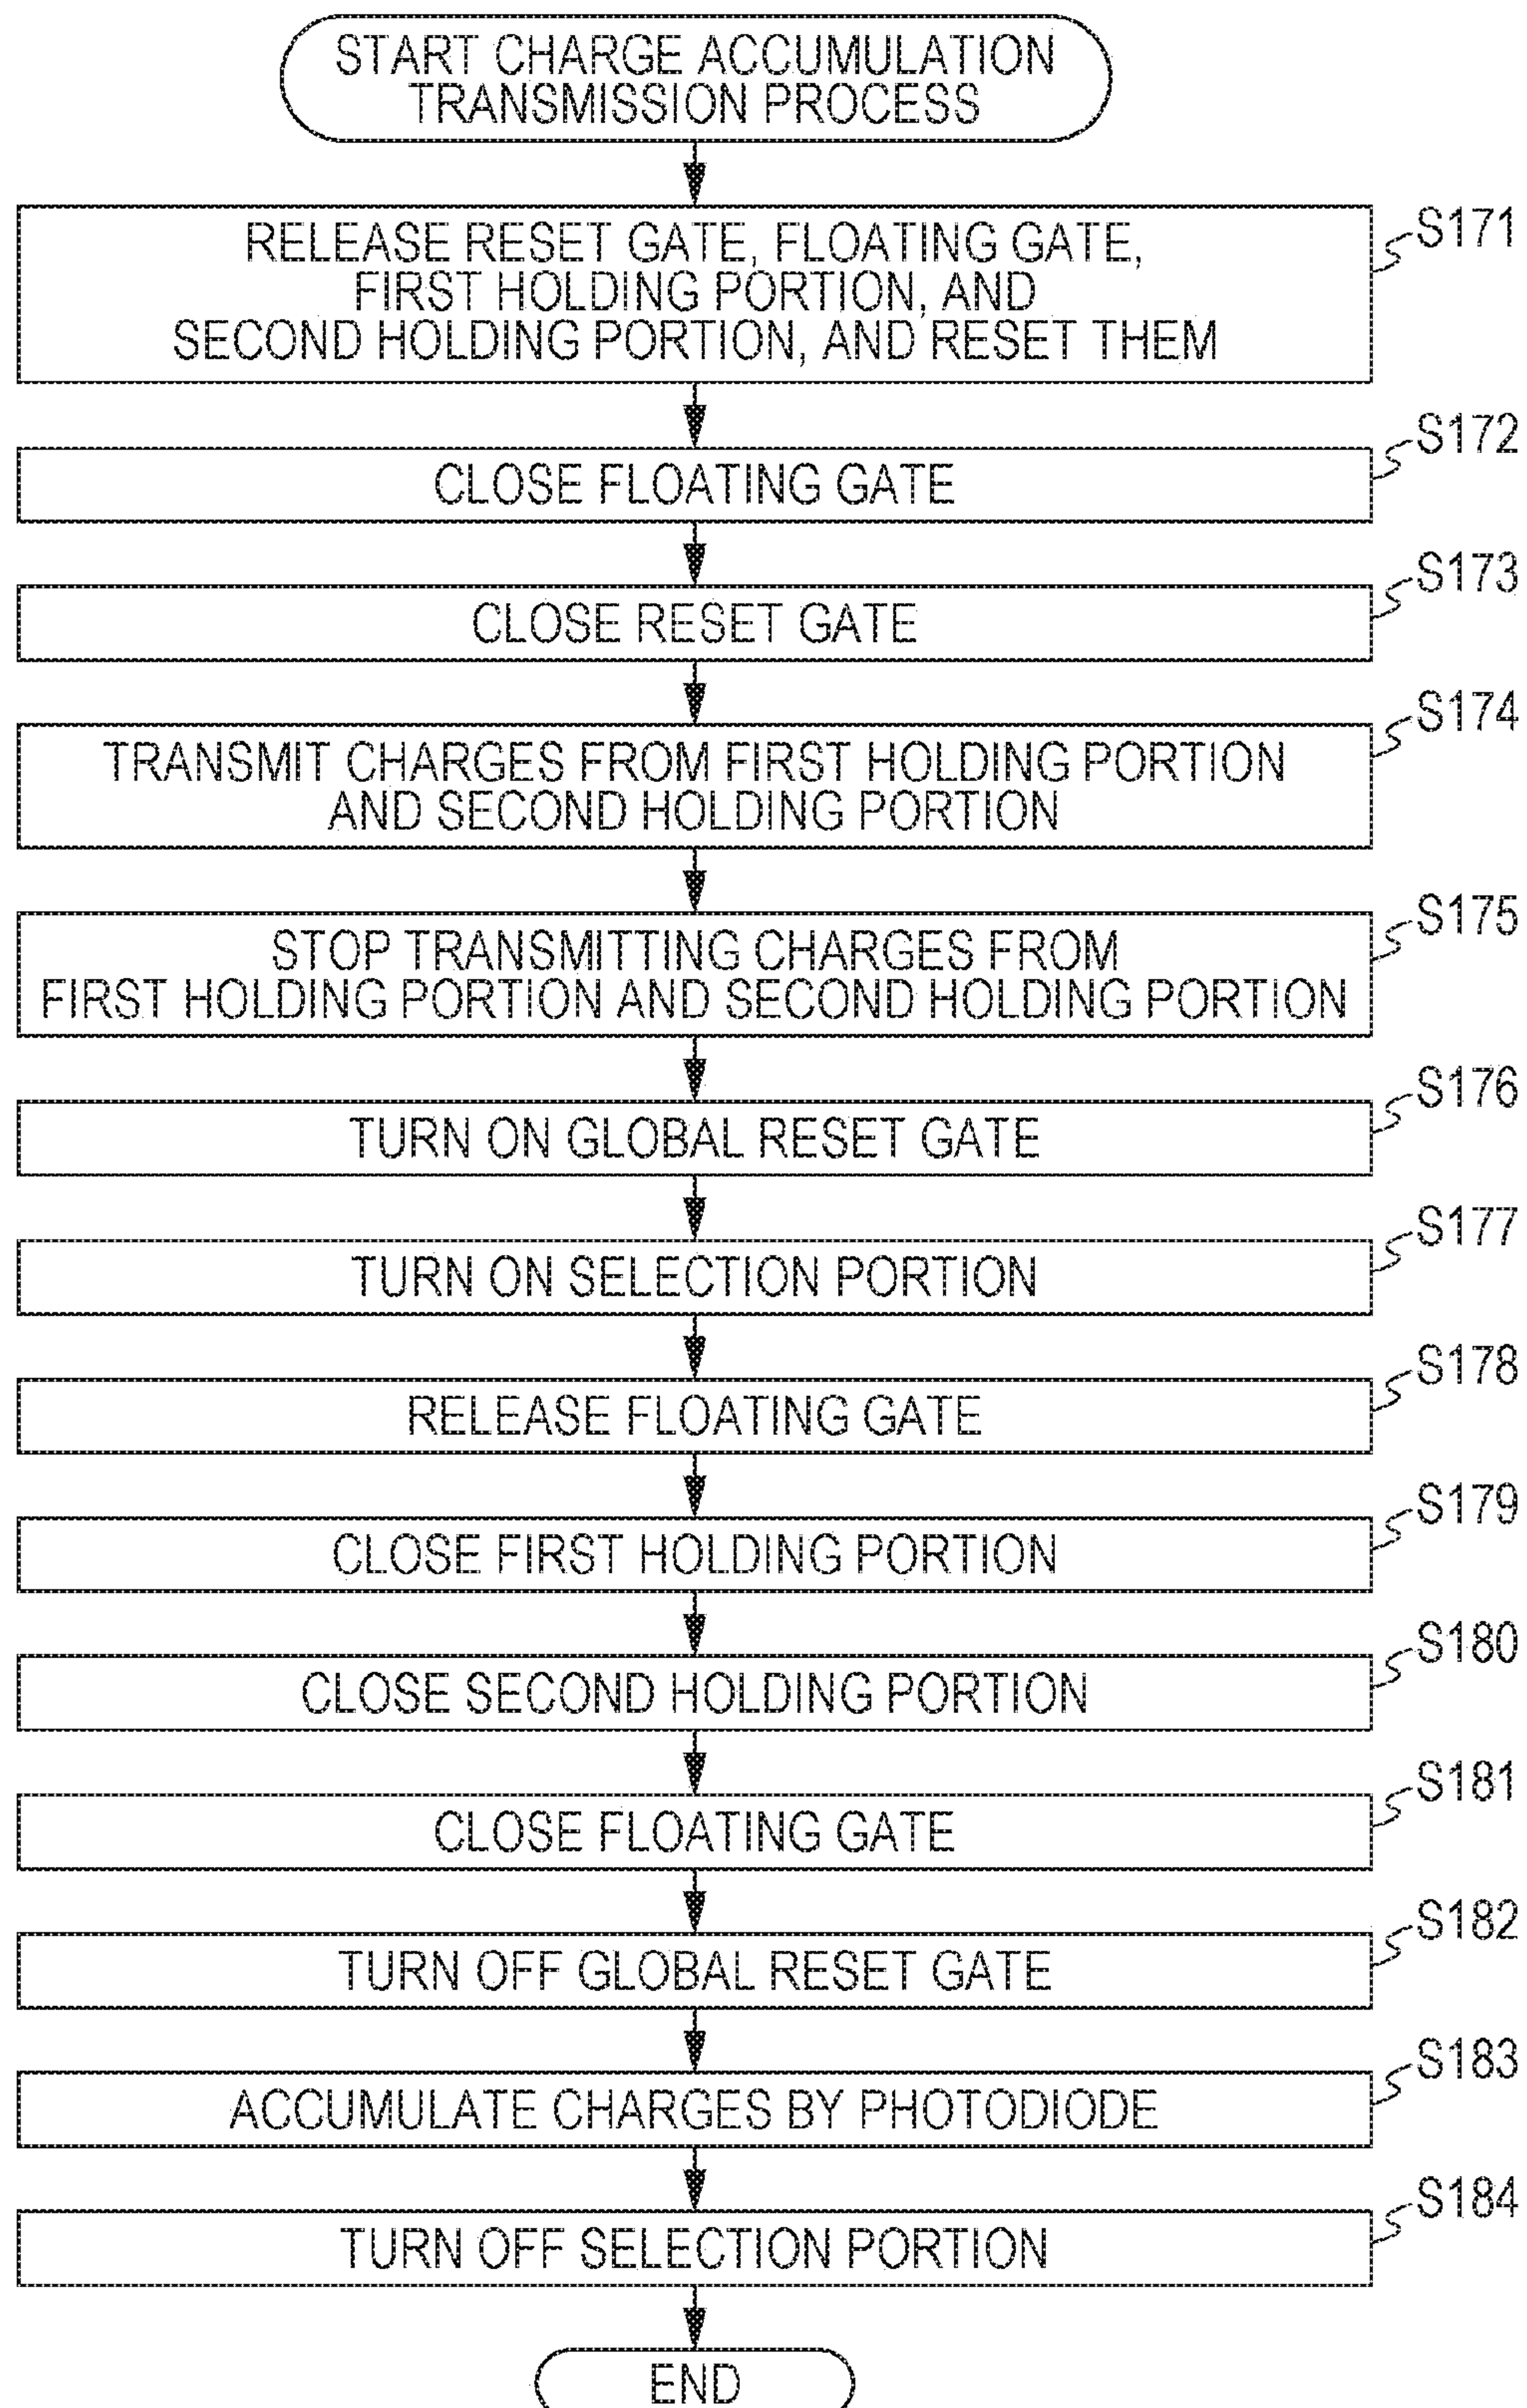 START CHARGE ACCUMULATION
TRANSMISSION PROCESS
RELEASE RESET GATE, FLOATING GATE,
FIRST HOLDING PORTION, AND
SECOND HOLDING PORTION, AND RESET THEM
S171
CLOSE FLOATING GATE
S172
CLOSE RESET GATE
S173
TRANSMIT CHARGES FROM FIRST HOLDING PORTION
AND SECOND HOLDING PORTION
S174
STOP TRANSMITTING CHARGES FROM
FIRST HOLDING PORTION AND SECOND HOLDING PORTION
S175
TURN ON GLOBAL RESET GATE
S176
TURN ON SELECTION PORTION
S177
RELEASE FLOATING GATE
S178
CLOSE FIRST HOLDING PORTION
S179
CLOSE SECOND HOLDING PORTION
S180
CLOSE FLOATING GATE
S181
TURN OFF GLOBAL RESET GATE
S182
ACCUMULATE CHARGES BY PHOTODIODE
S183
TURN OFF SELECTION PORTION
S184
END